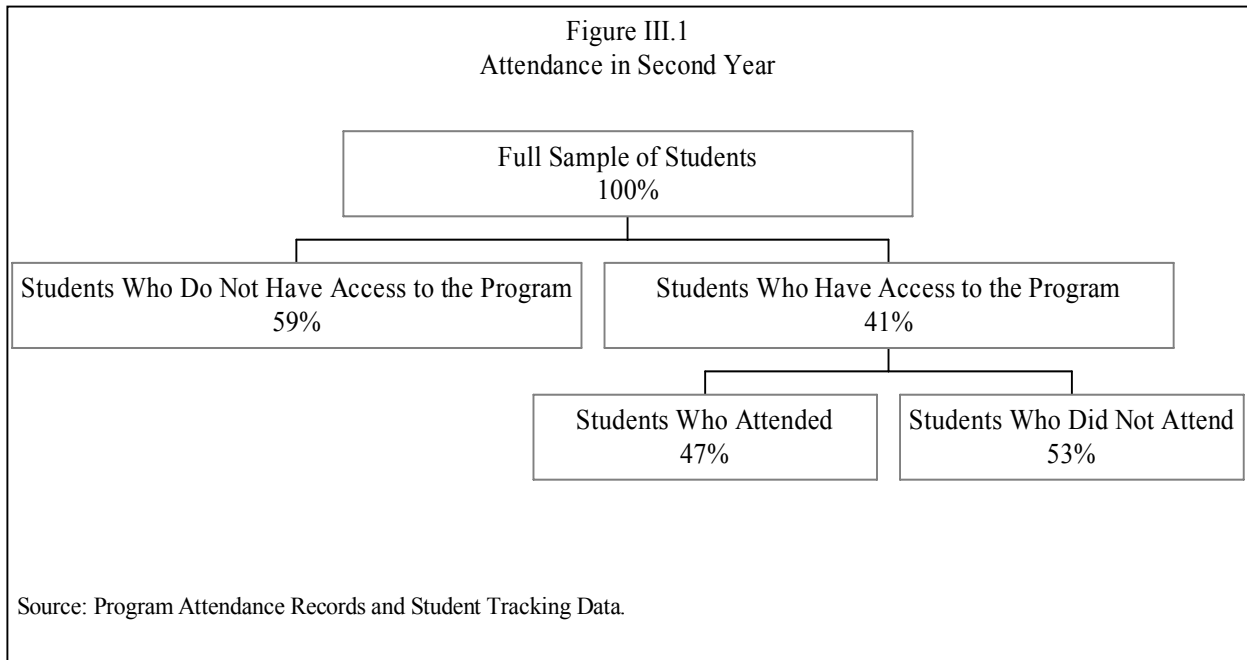 Figure III.1
Attendance in Second Year
Full Sample of Students
100%
Students Who Do Not Have Access to the Program
59%
Students Who Have Access to the Program
41%
Students Who Attended
47%
Students Who Did Not Attend
53%
Source: Program Attendance Records and Student Tracking Data.